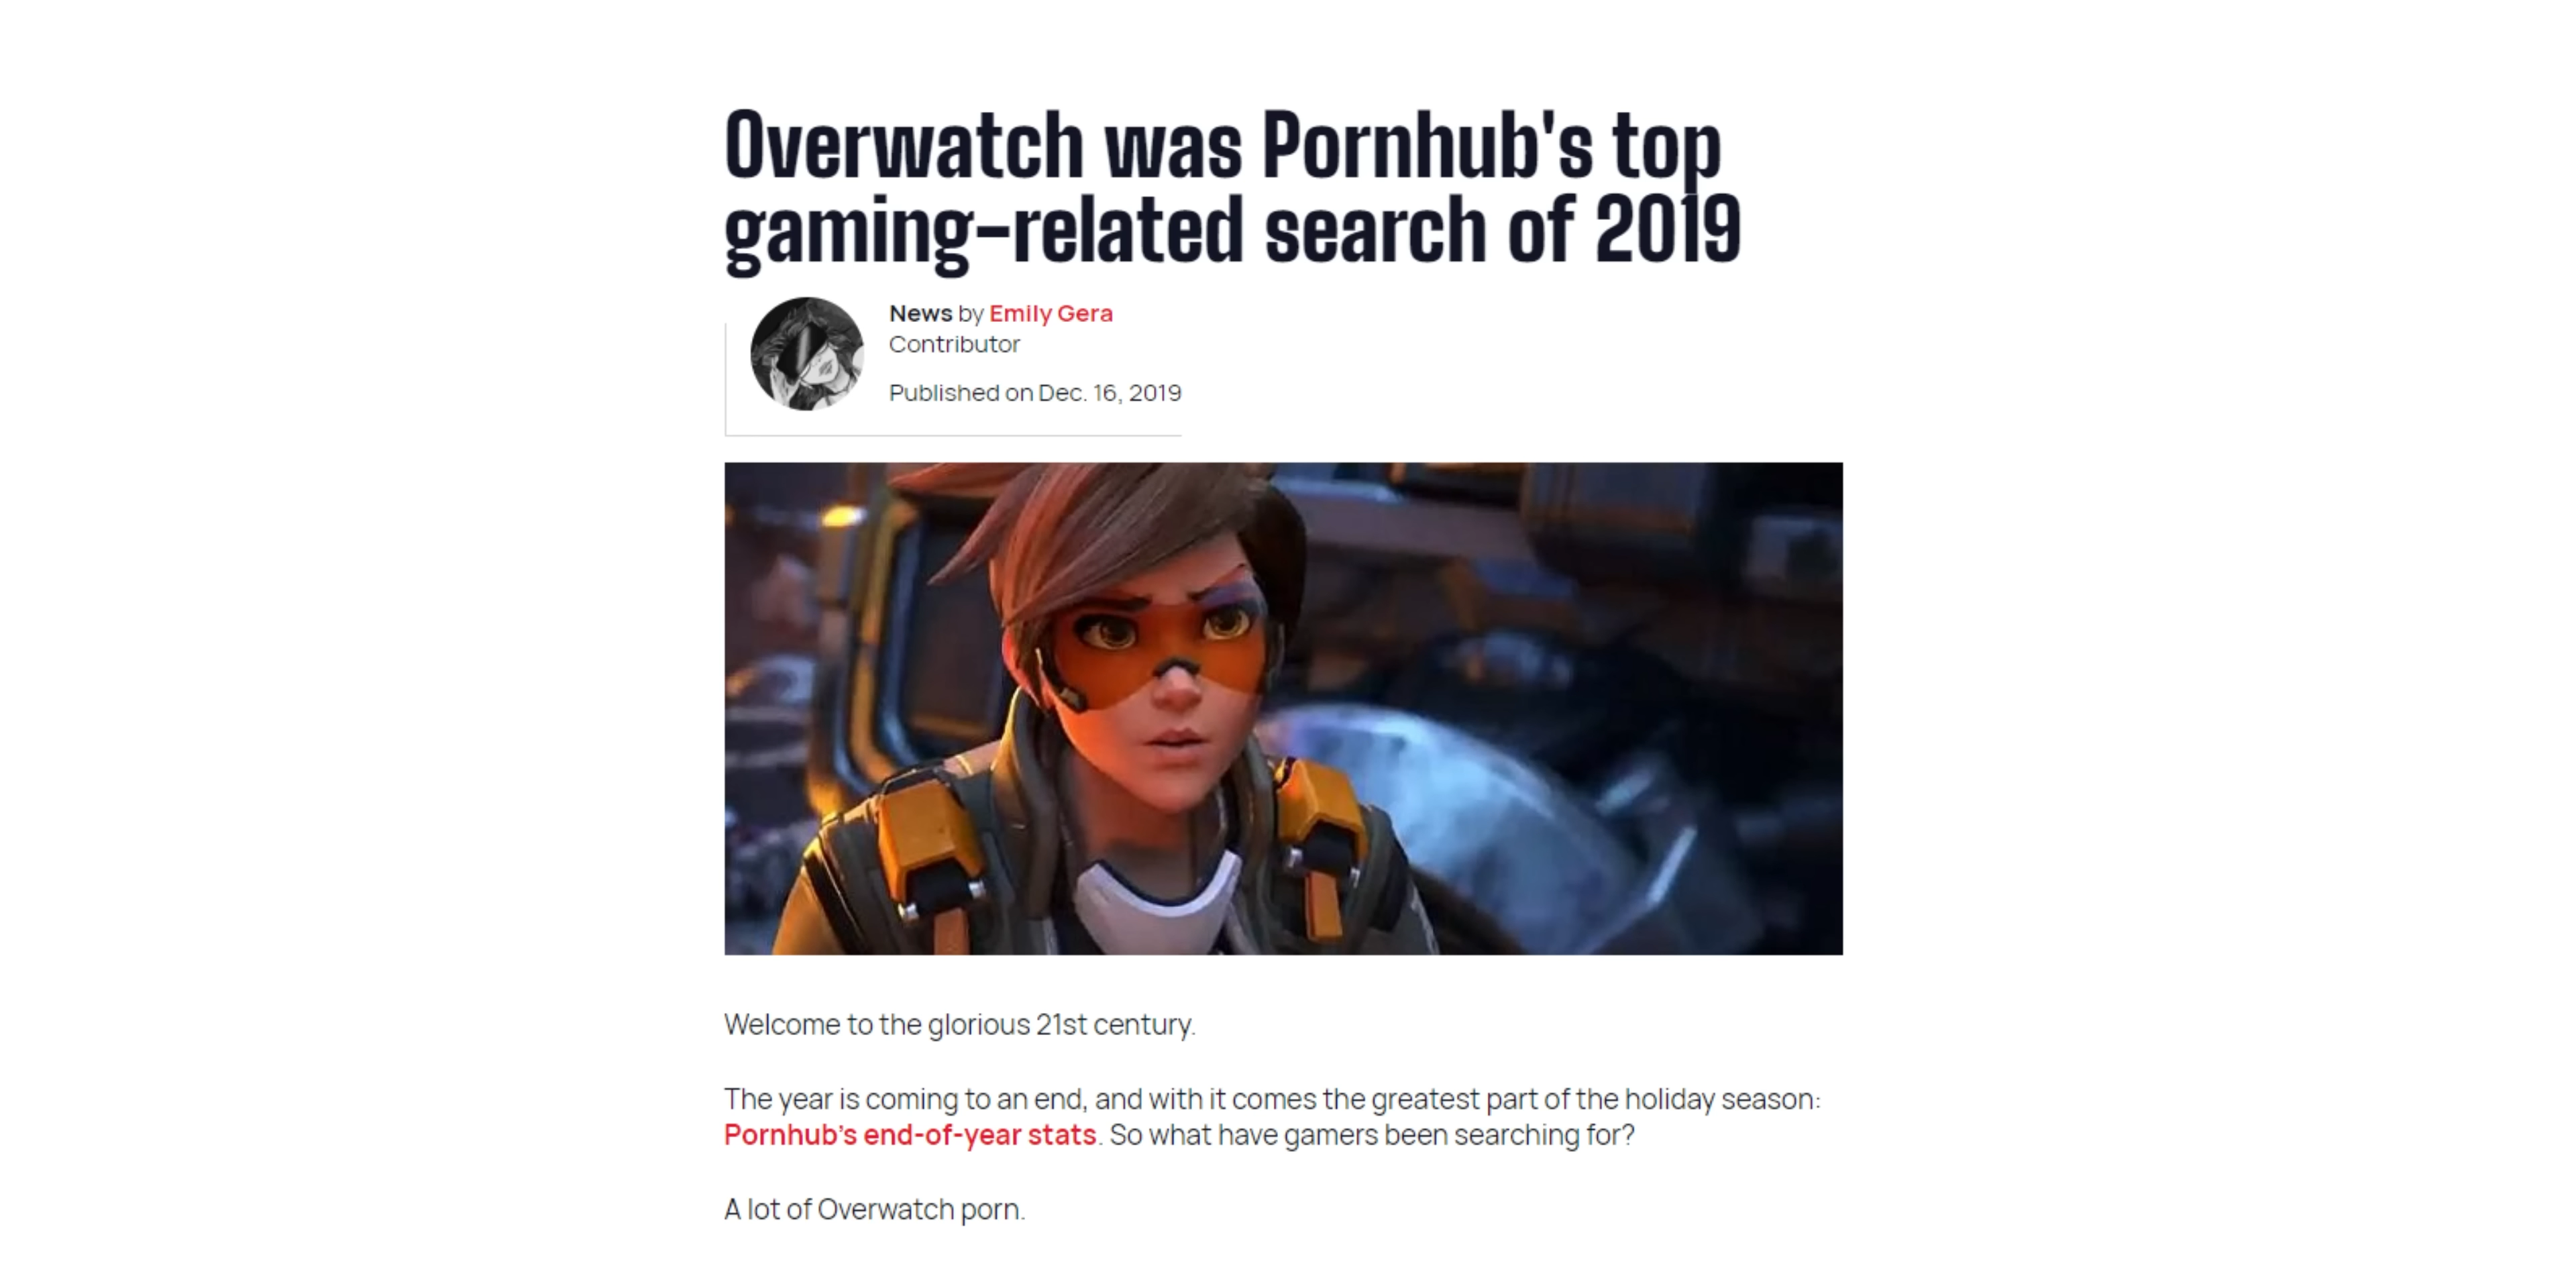 Overwatch was Pornhub's top
gaming-related search of 2019
News by Emily Gera
Contributor
Published on Dec. 16, 2019
Welcome to the glorious 21st century.
The year is coming to an end, and with it comes the greatest part of the holiday season:
Pornhub’s end-of-year stats. So what have gamers been searching for?
A lot of Overwatch porn.